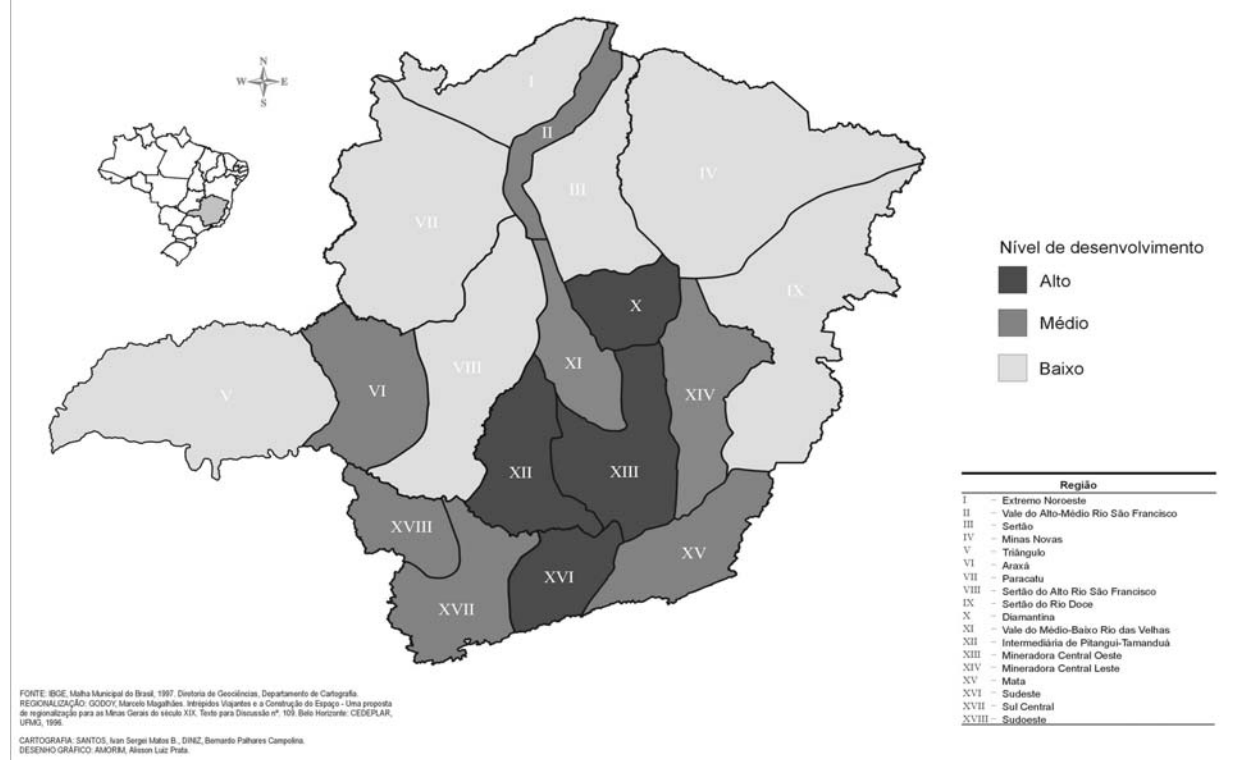 N
W E
S
I
II
III
IV
VII
IX
X
VIII
XI
V
VI
XIV
XII
XIII
XVIII
XV
XVI
XVII
Nível de desenvolvimento
Alto
Médio
Baixo
Região
I – Extremo Noroeste
II – Vale do Alto-Médio Rio São Francisco
III – Sertão
IV – Minas Novas
V – Triângulo
VI – Araxá
VII – Paracatu
VIII – Sertão do Alto Rio São Francisco
IX – Sertão do Rio Doce
X – Diamantina
XI – Vale do Médio-Baixo Rio das Velhas
XII – Intermediária de Pitangui-Tamanduá
XIII – Mineradora Central Oeste
XIV – Mineradora Central Leste
XV – Mata
XVI – Sudeste
XVII – Sul Central
XVIII – Sudoeste
FONTE: IBGE, Malha Municipal do Brasil, 1997. Diretoria de Geociências, Departamento de Cartografia.
REGIONALIZAÇÃO: GODOY, Marcelo Magalhães. Intrépidos Viajantes e a Construção do Espaço - Uma proposta
de regionalização para as Minas Gerais do século XIX. Texto para Discussão nº. 109. Belo Horizonte: CEDEPLAR,
UFMG, 1996.
CARTOGRAFIA: SANTOS, Ivan Sergei Matos B., DINIZ, Bernardo Palhares Campolina.
DESENHO GRÁFICO: AMORIM, Alisson Luiz Prata.